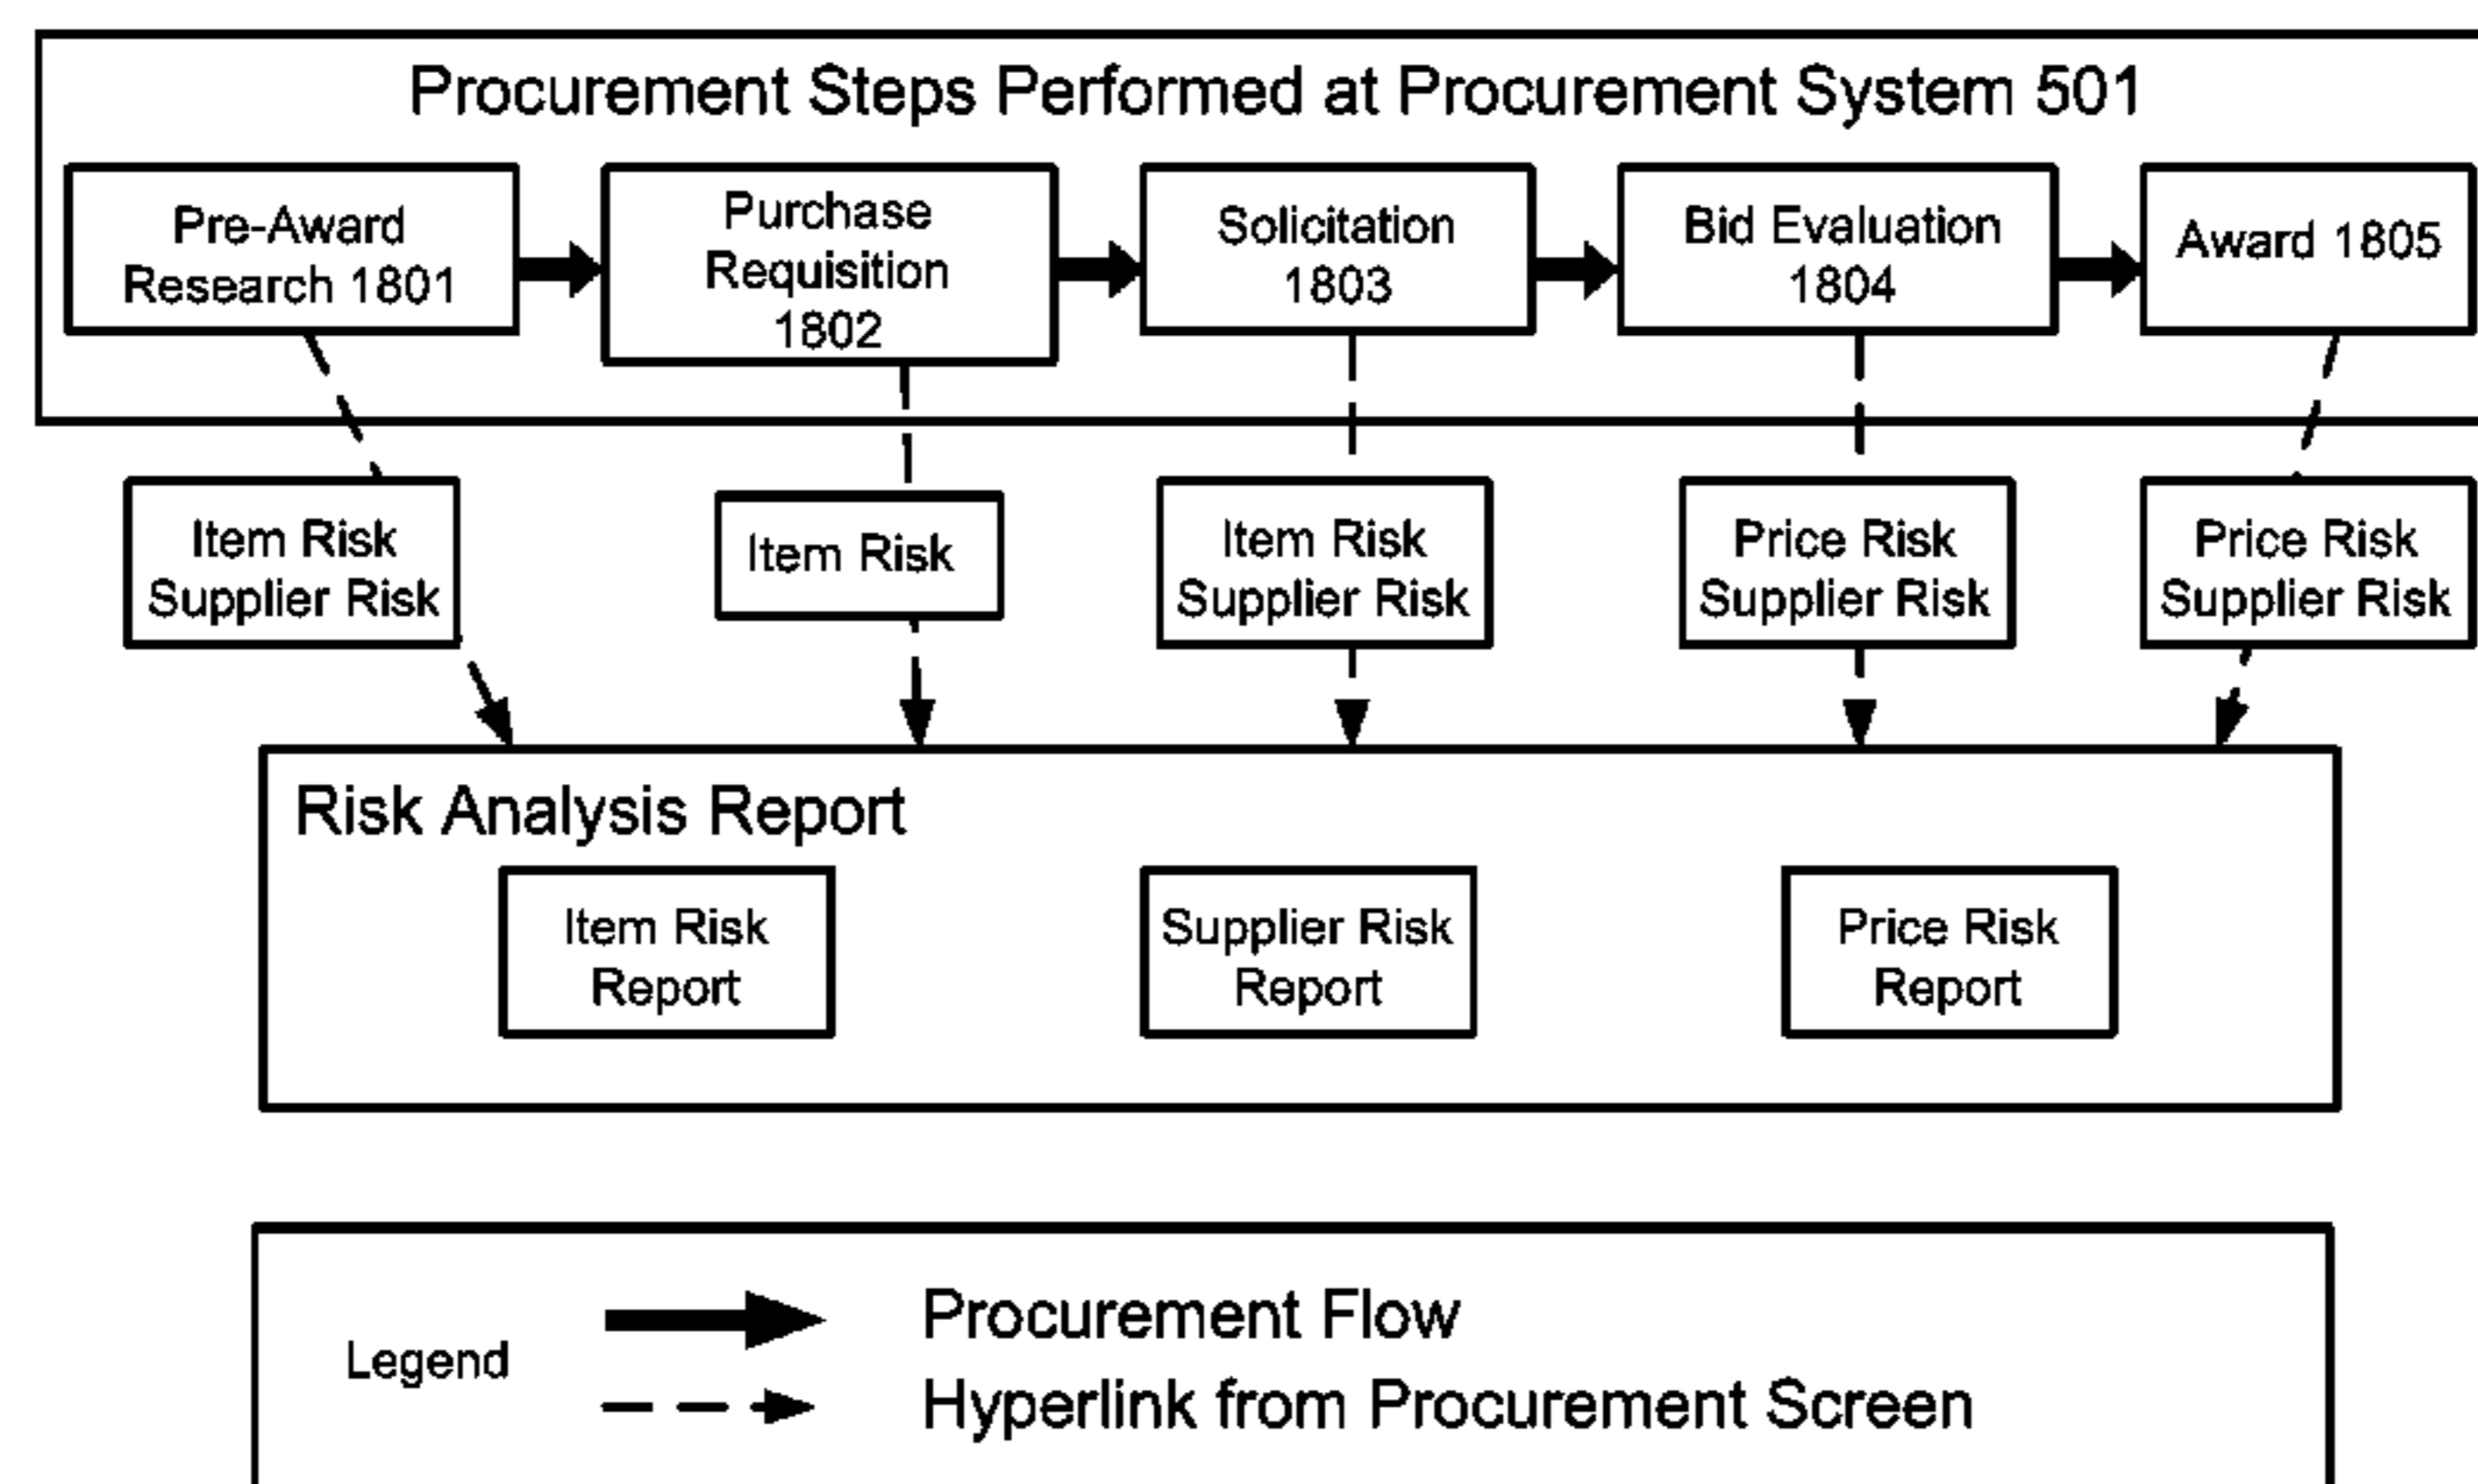 Procurement Steps Performed at Procurement System 501
Pre-Award
Research 1801
Purchase
Requisition
1802
Solicitation
1803
Bid Evaluation
1804
Award 1805
Item Risk
Supplier Risk
Item Risk
Item Risk
Supplier Risk
Price Risk
Supplier Risk
Price Risk
Supplier Risk
Risk Analysis Report
Item Risk
Report
Supplier Risk
Report
Price Risk
Report
Legend
Procurement Flow
Hyperlink from Procurement Screen